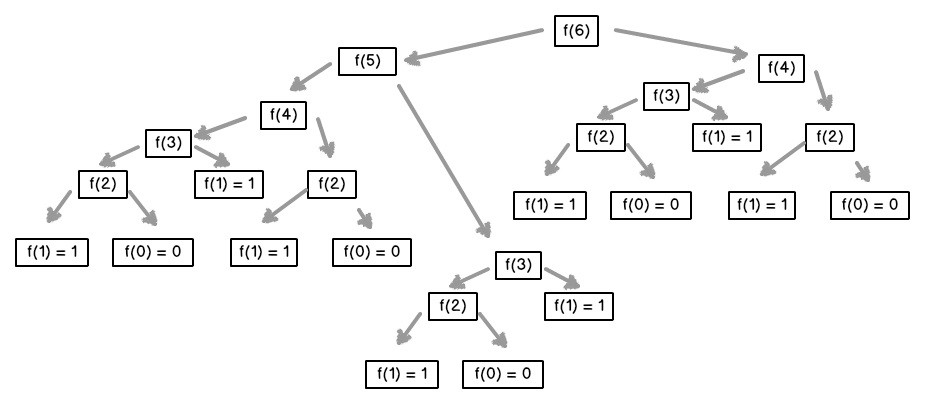 f(6)
f(5)
f(4)
f(3)
f(4)
f(2)
f(1) = 1
f(2)
f(3)
f(2)
f(1) = 1
f(2)
f(1) = 1
f(0) = 0
f(1) = 1
f(0) = 0
f(1) = 1
f(0) = 0
f(1) = 1
f(0) = 0
f(3)
f(2)
f(1) = 1
f(1) = 1
f(0) = 0